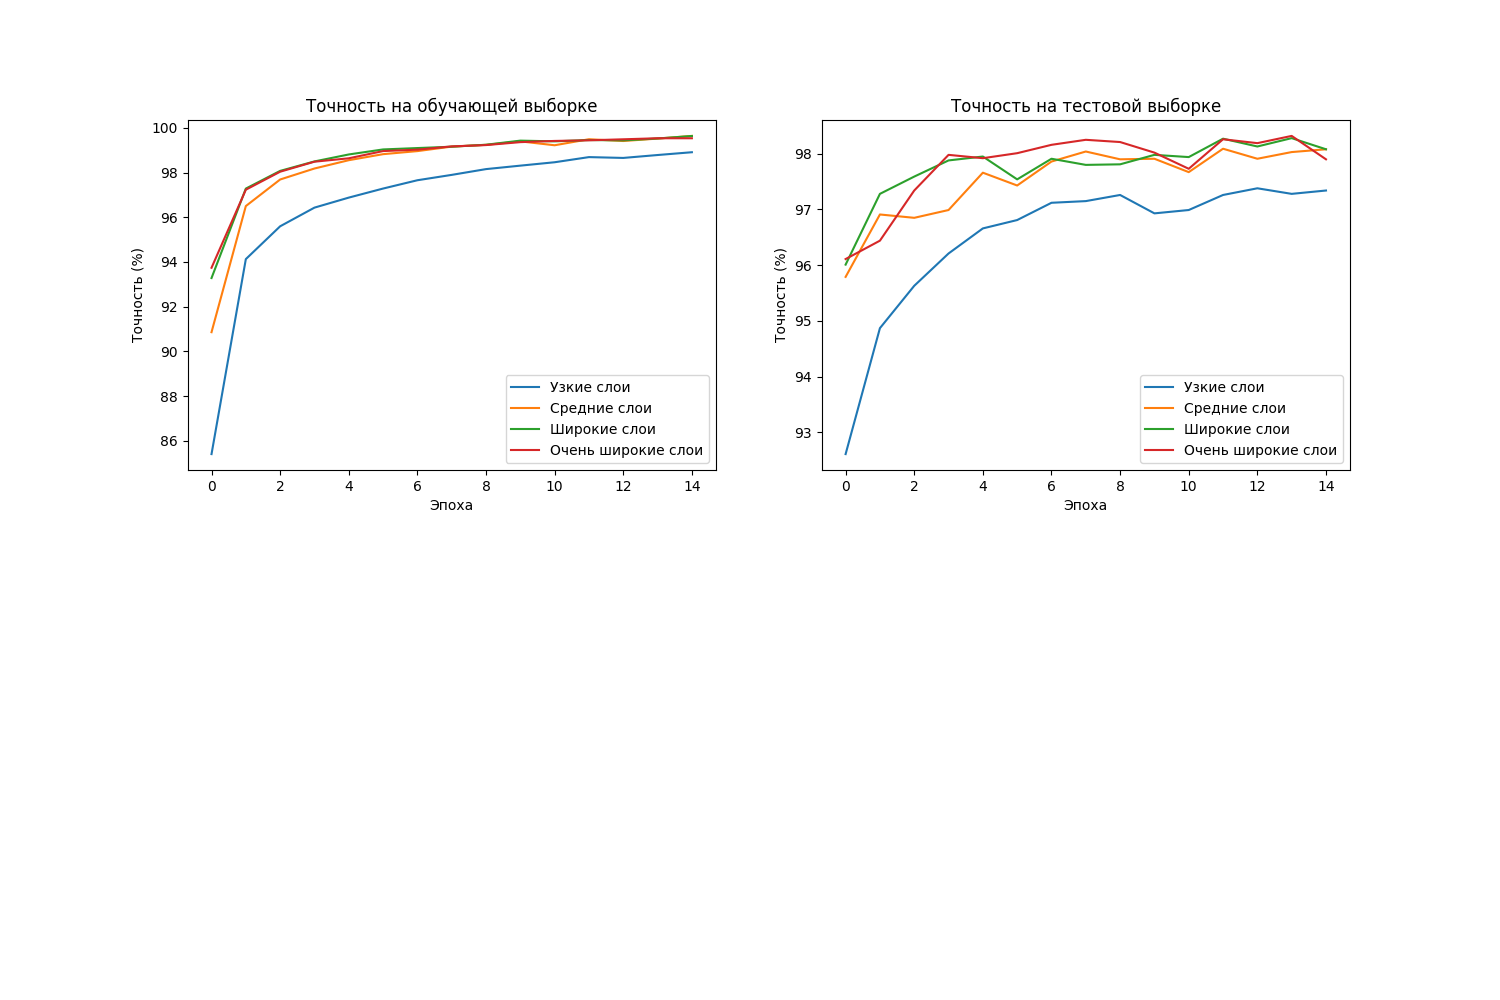 Точность на обучающей выборке
Точность (%)
100
98
96
94
92
90
88
86
0 2 4 6 8 10 12 14
Эпоха
Узкие слои
Средние слои
Широкие слои
Очень широкие слои
Точность на тестовой выборке
Точность (%)
98
97
96
95
94
93
0 2 4 6 8 10 12 14
Эпоха
Узкие слои
Средние слои
Широкие слои
Очень широкие слои